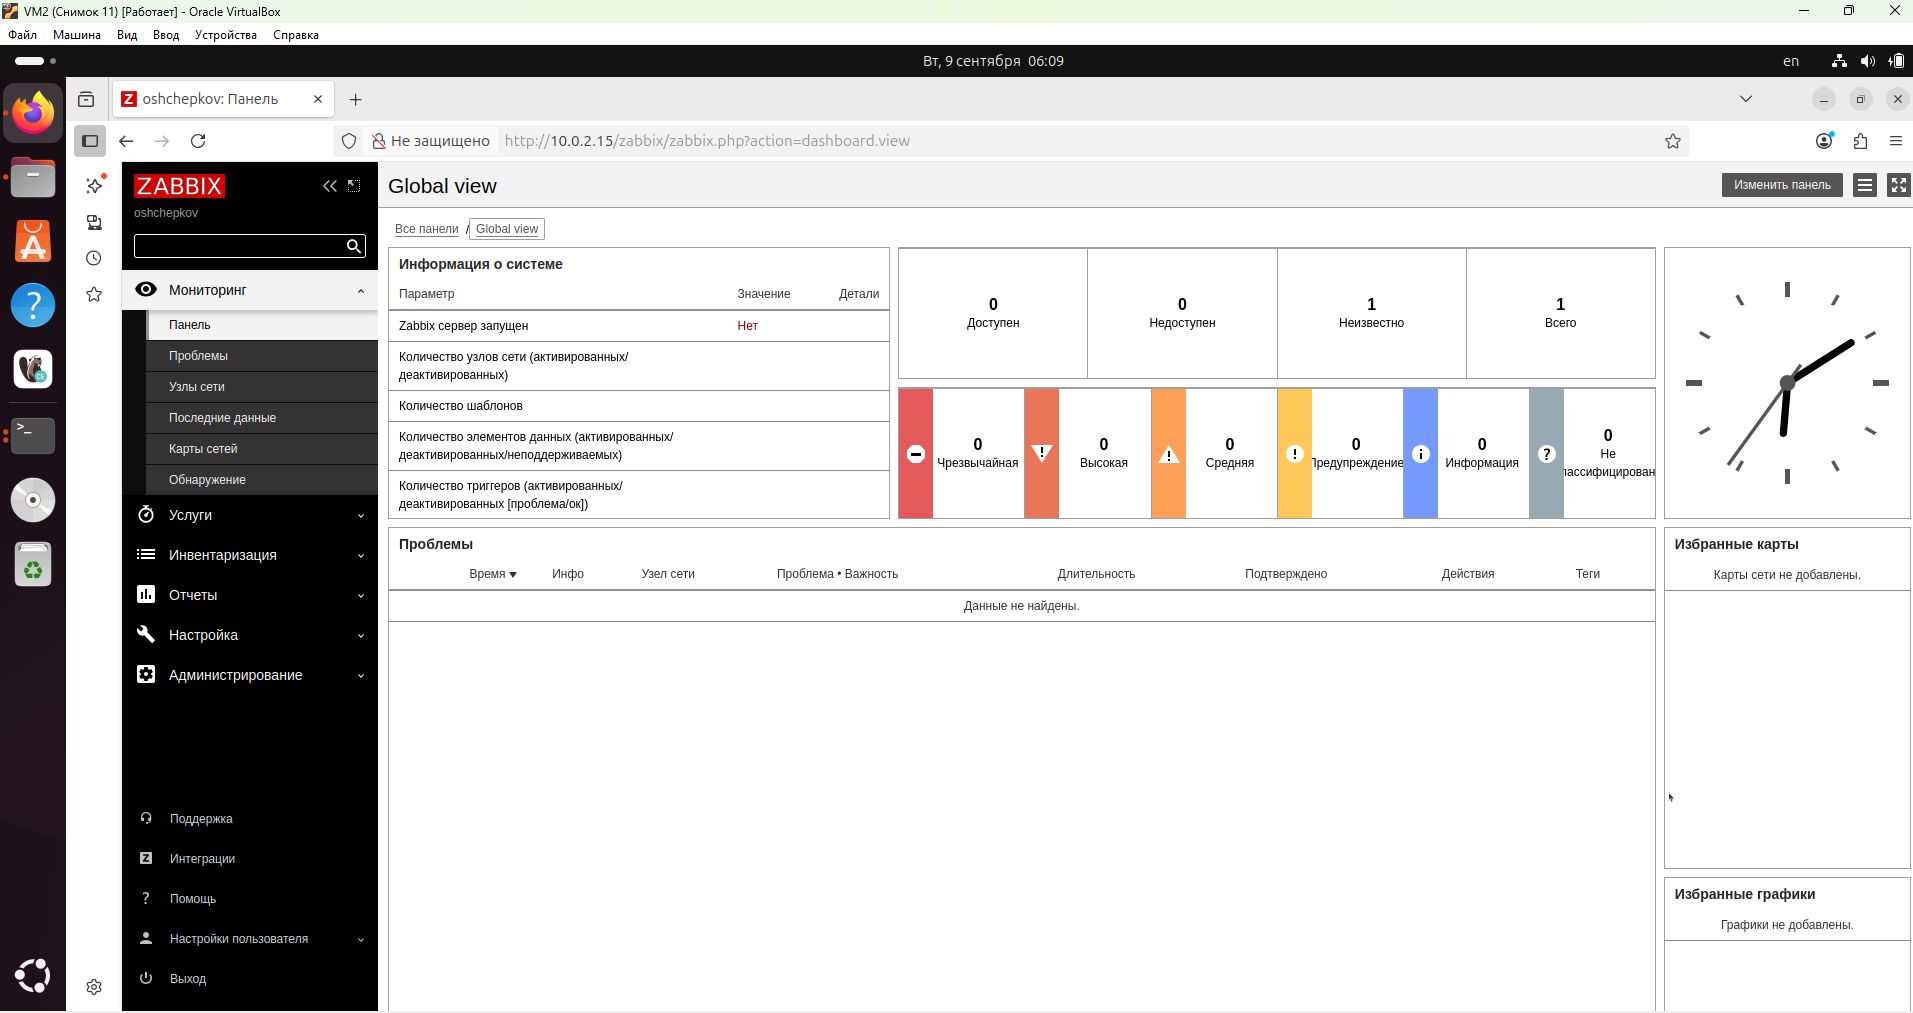 VM2 (Снимок 11) [Работает] - Oracle VirtualBox
Файл Машина Вид Ввод Устройства Справка
Вт, 9 сентября 06:09
en
oshchepkov: Панель
Не защищено
http://10.0.2.15/zabbix/zabbix.php?action=dashboard.view
ZABBIX
oshchepkov
Мониторинг
Панель
Проблемы
Узлы сети
Последние данные
Карты сетей
Обнаружение
Услуги
Инвентаризация
Отчеты
Настройка
Администрирование
Поддержка
Интеграции
Помощь
Настройки пользователя
Выход
Global view
Изменить панель
Все панели / Global view
Информация о системе
Параметр Значение Детали
Zabbix сервер запущен Нет
Количество узлов сети (активированных/
деактивированных)
Количество шаблонов
Количество элементов данных (активированных/
деактивированных/неподдерживаемых)
Количество триггеров (активированных/
деактивированных [проблема/ок])
0
Доступен
0
Недоступен
1
Неизвестно
1
Всего
0
Чрезвычайная
0
Высокая
0
Средняя
0
Предупреждение
0
Информация
0
Не
лассифицирован
Проблемы
Время Инфо Узел сети Проблема • Важность Длительность Подтверждено Действия Теги
Данные не найдены.
Избранные карты
Карты сети не добавлены.
Избранные графики
Графики не добавлены.